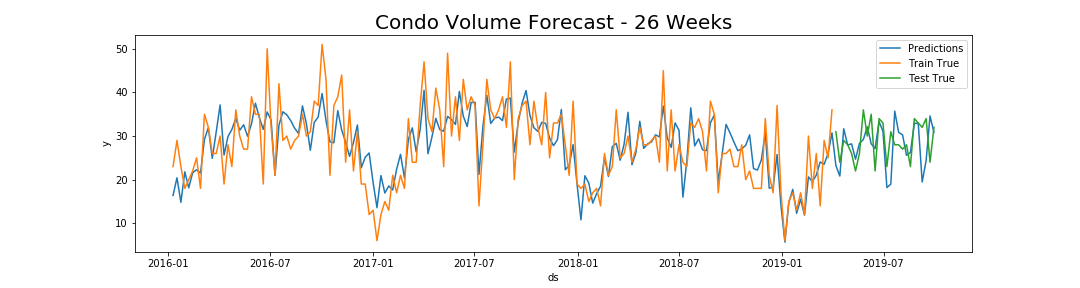 Condo Volume Forecast - 26 Weeks
Predictions
Train True
Test True
50
40
30
20
10
y
2016-01 2016-07 2017-01 2017-07 2018-01 2018-07 2019-01 2019-07
ds